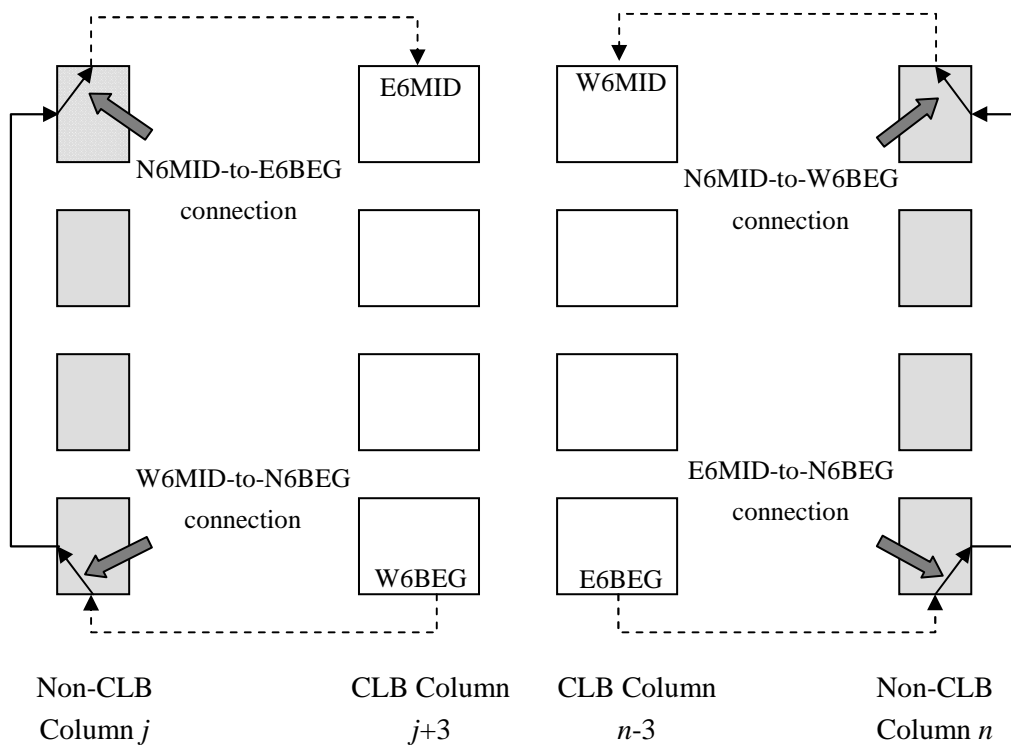 E6MID
W6MID
N6MID-to-E6BEG
connection
N6MID-to-W6BEG
connection
W6MID-to-N6BEG
connection
E6MID-to-N6BEG
connection
W6BEG
E6BEG
Non-CLB
Column j
CLB Column
j+3
CLB Column
n-3
Non-CLB
Column n